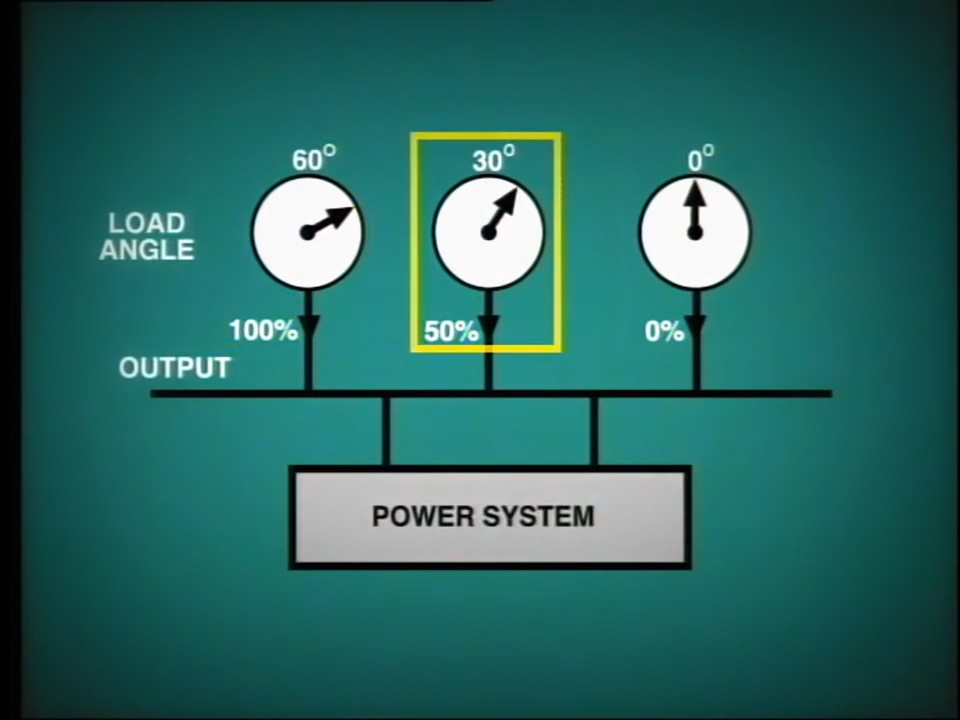 60° 30° 0°
LOAD
ANGLE
100% 50% 0%
OUTPUT
POWER SYSTEM